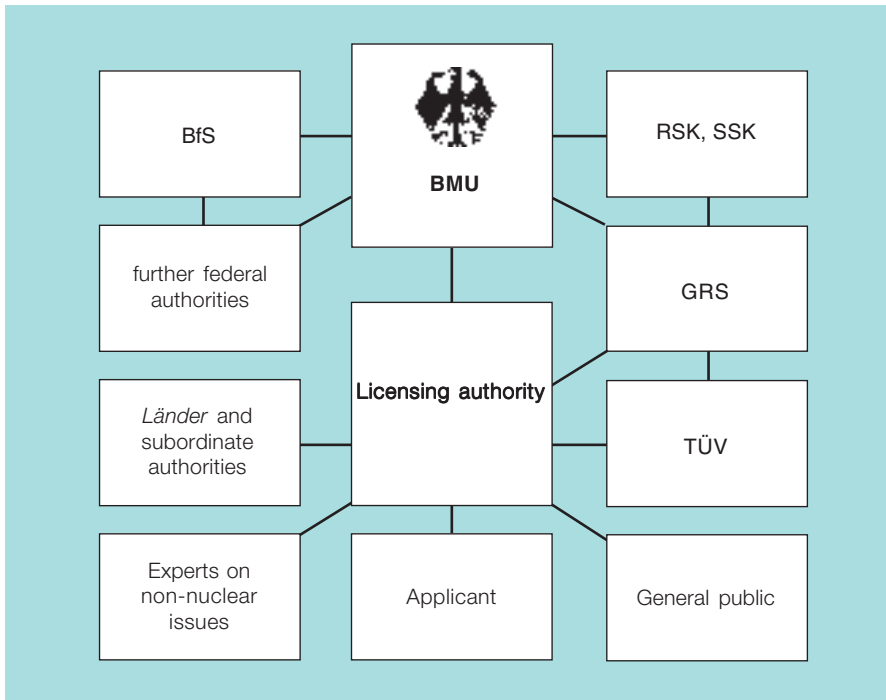 BfS
BMU
RSK, SSK
further federal
authorities
GRS
Licensing authority
Länder and
subordinate
authorities
TÜV
Experts on
non-nuclear
issues
Applicant
General public